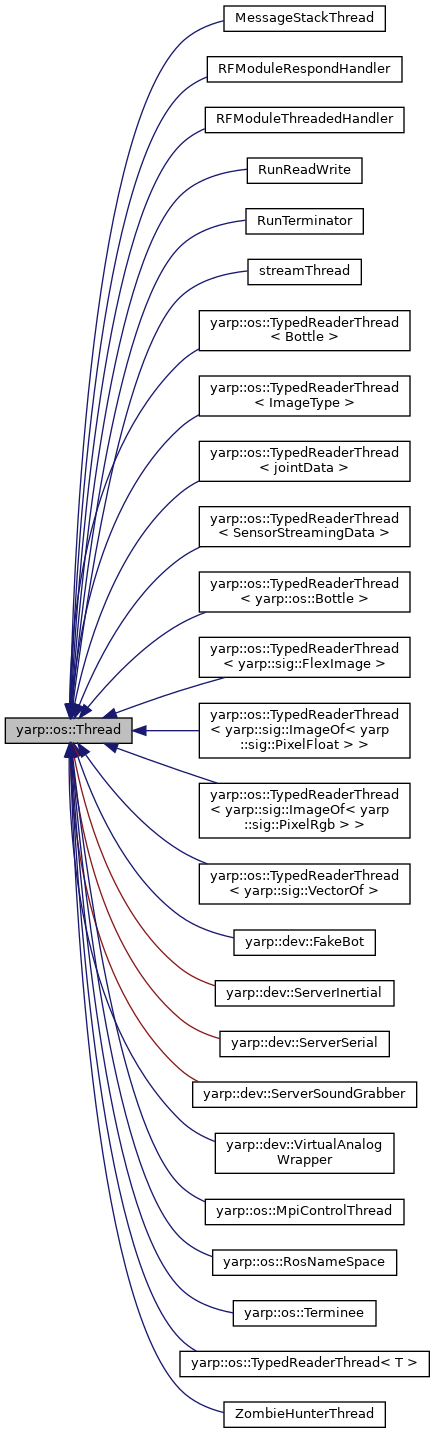 MessageStackThread
RFModuleRespondHandler
RFModuleThreadedHandler
RunReadWrite
RunTerminator
streamThread
yarp::os::TypedReaderThread
< Bottle >
yarp::os::TypedReaderThread
< ImageType >
yarp::os::TypedReaderThread
< jointData >
yarp::os::TypedReaderThread
< SensorStreamingData >
yarp::os::TypedReaderThread
< yarp::os::Bottle >
yarp::os::TypedReaderThread
< yarp::sig::FlexImage >
yarp::os::Thread
yarp::os::TypedReaderThread
< yarp::sig::ImageOf< yarp
::sig::PixelFloat > >
yarp::os::TypedReaderThread
< yarp::sig::ImageOf< yarp
::sig::PixelRgb > >
yarp::os::TypedReaderThread
< yarp::sig::VectorOf >
yarp::dev::FakeBot
yarp::dev::ServerInertial
yarp::dev::ServerSerial
yarp::dev::ServerSoundGrabber
yarp::dev::VirtualAnalog
Wrapper
yarp::os::MpiControlThread
yarp::os::RosNameSpace
yarp::os::Terminee
yarp::os::TypedReaderThread< T >
ZombieHunterThread